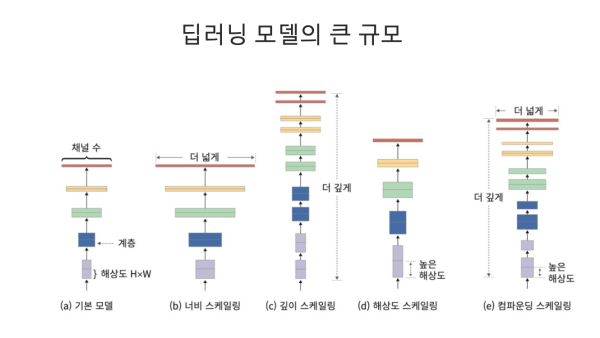 딥러닝 모델의 큰 규모
채널 수
계층
해상도 H×W
(a) 기본 모델
더 넓게
(b) 너비 스케일링
더 깊게
(c) 깊이 스케일링
높은
해상도
(d) 해상도 스케일링
더 넓게
더 깊게
높은
해상도
(e) 컴파운딩 스케일링